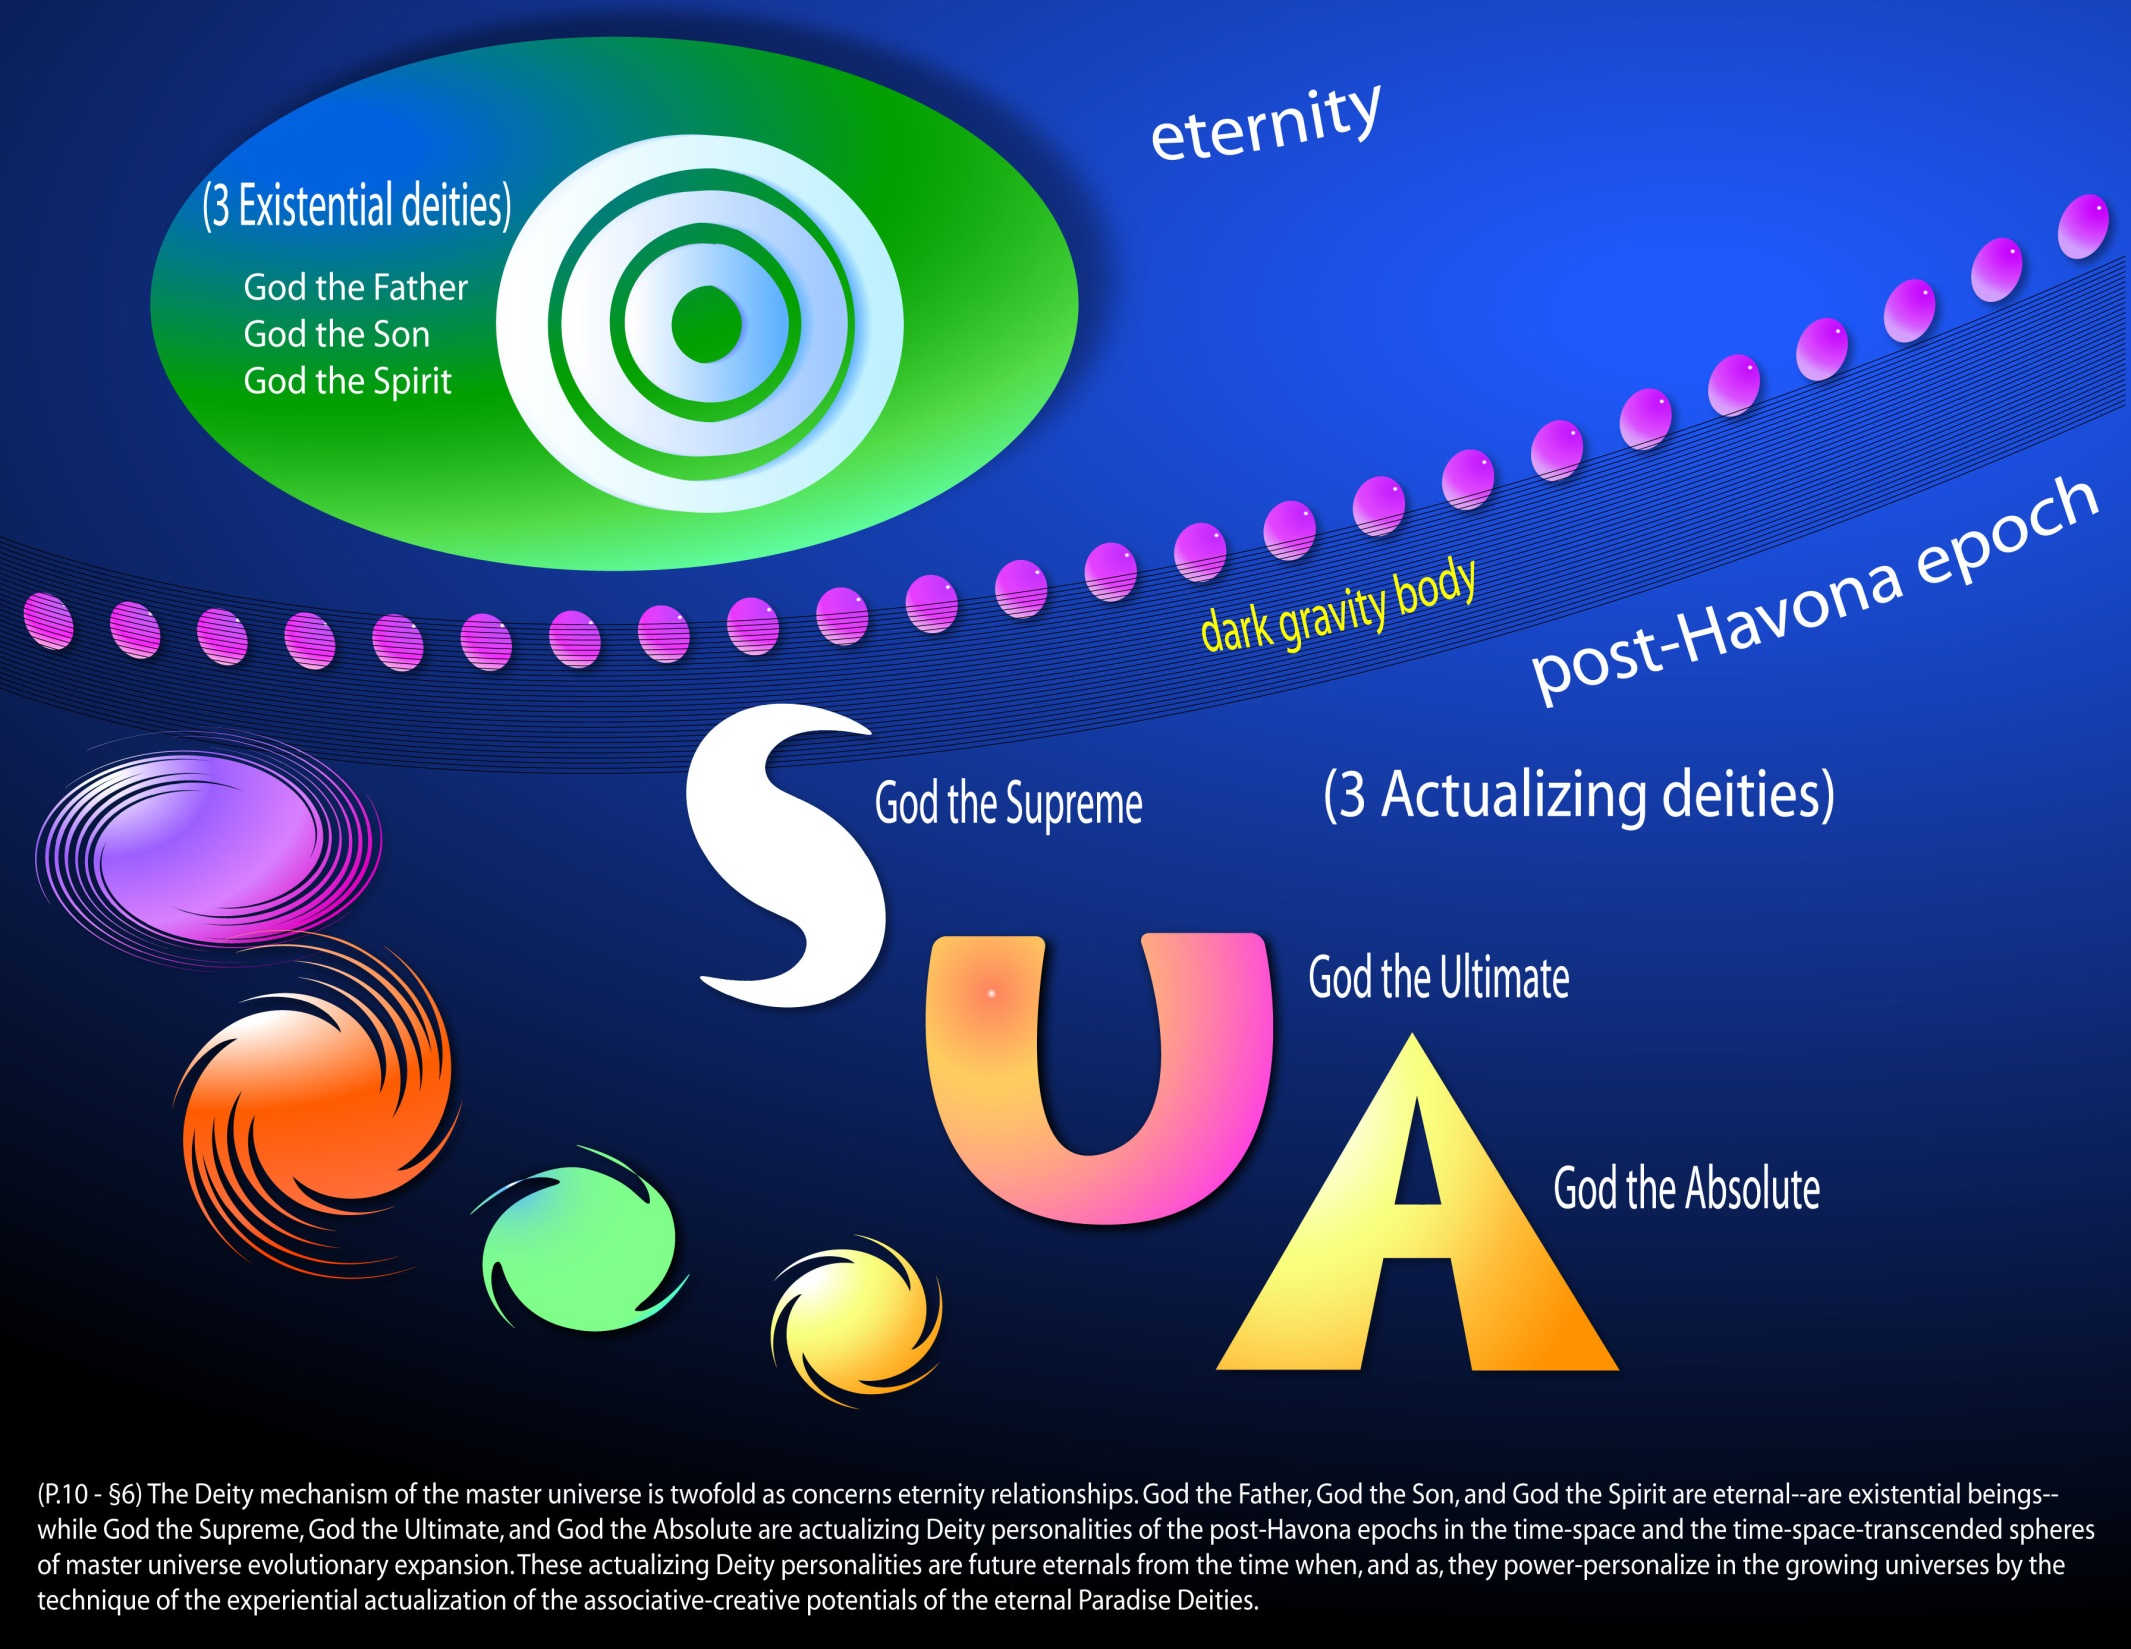 eternity
(3 Existential deities)
God the Father
God the Son
God the Spirit
dark gravity body
post-Havona epoch
S
God the Supreme
(3 Actualizing deities)
U
God the Ultimate
A
God the Absolute
(P.10 - §6) The Deity mechanism of the master universe is twofold as concerns eternity relationships. God the Father, God the Son, and God the Spirit are eternal--are existential beings--
while God the Supreme, God the Ultimate, and God the Absolute are actualizing Deity personalities of the post-Havona epochs in the time-space and the time-space-transcended spheres
of master universe evolutionary expansion. These actualizing Deity personalities are future eternals from the time when, and as, they power-personalize in the growing universes by the
technique of the experiential actualization of the associative-creative potentials of the eternal Paradise Deities.